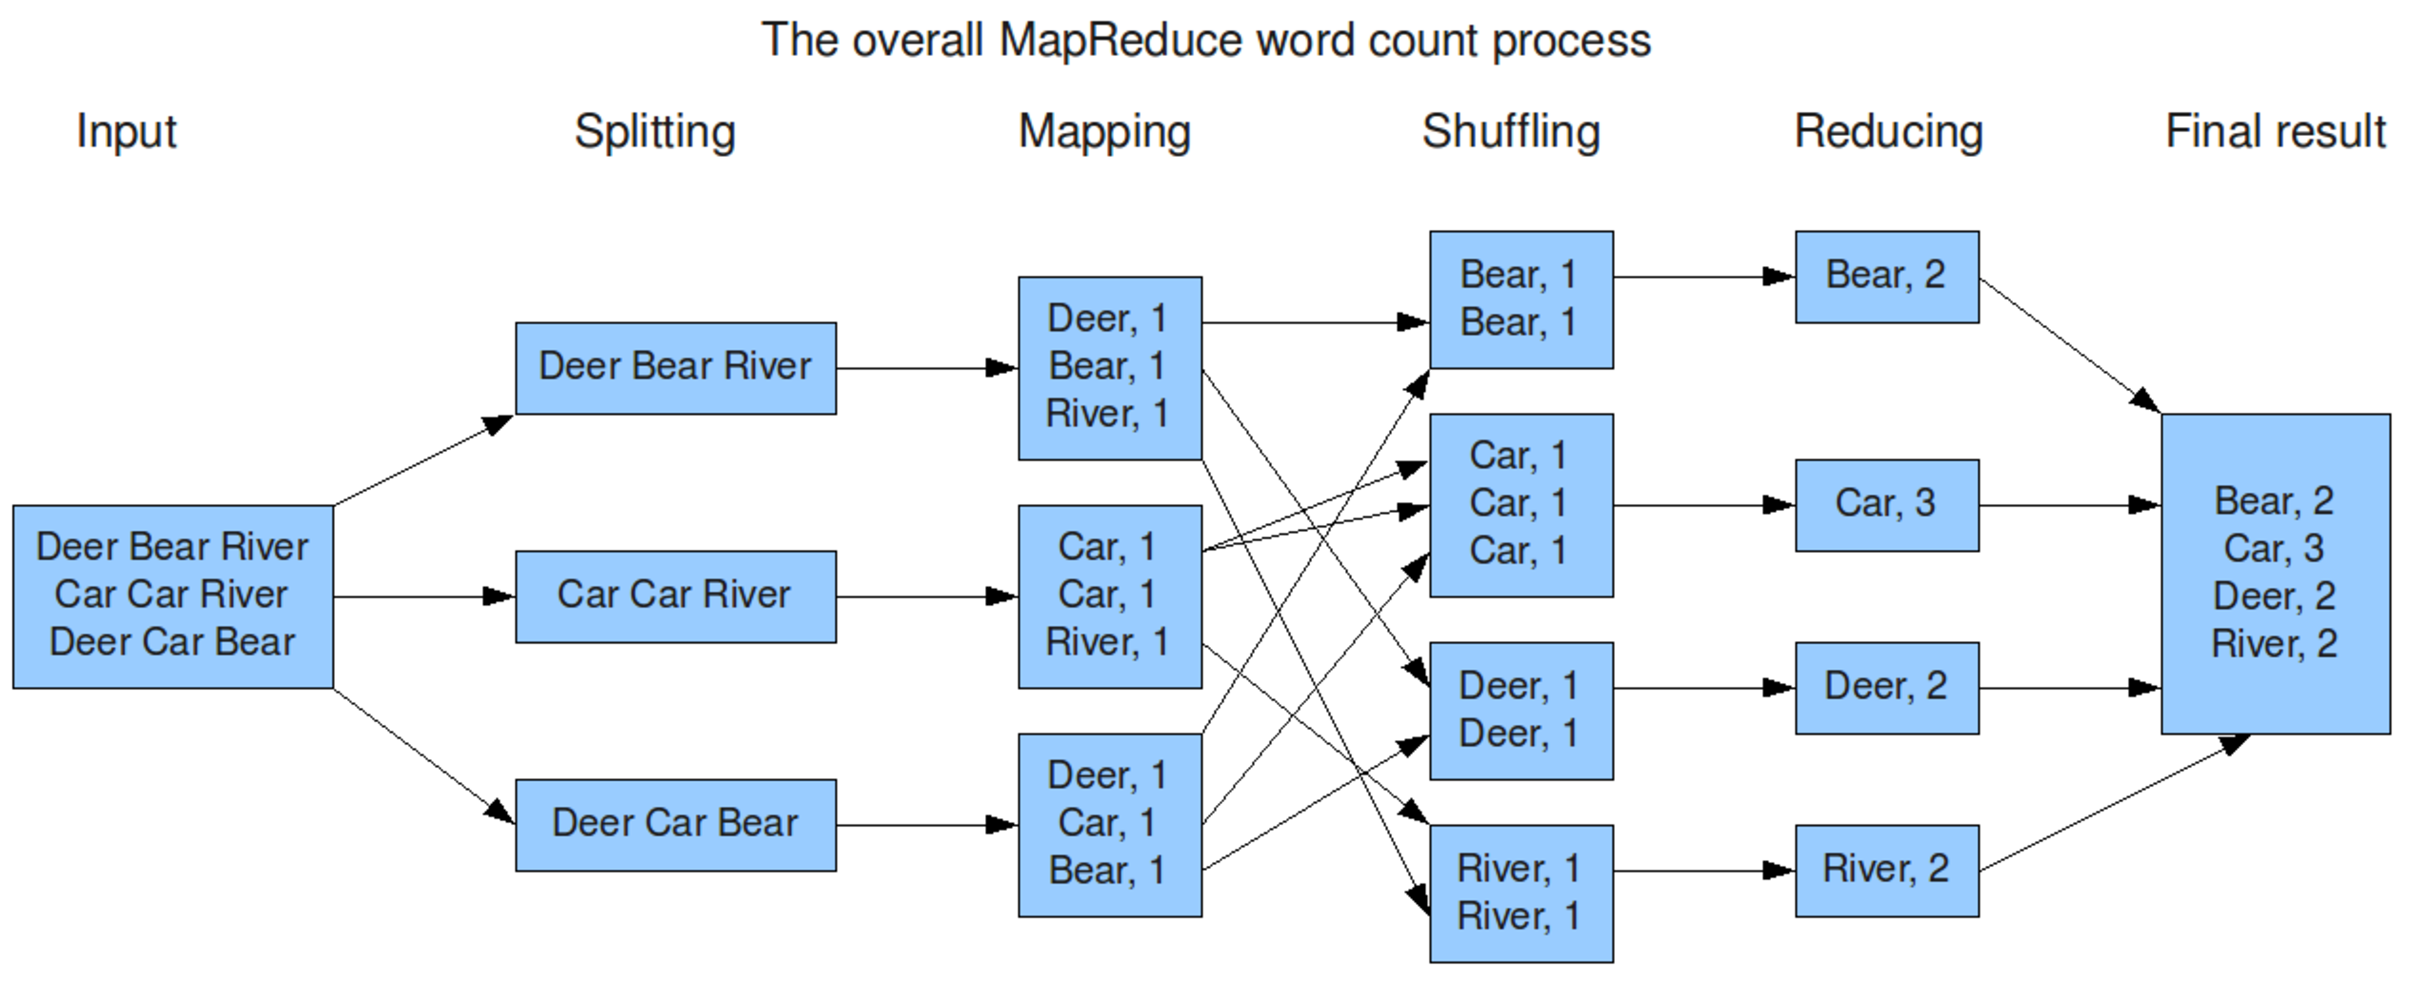 The overall MapReduce word count process
Input
Splitting
Mapping
Shuffling
Reducing
Final result
Deer Bear River
Car Car River
Deer Car Bear
Deer Bear River
Car Car River
Deer Car Bear
Deer, 1
Bear, 1
River, 1
Car, 1
Car, 1
River, 1
Deer, 1
Car, 1
Bear, 1
Bear, 1
Bear, 1
Car, 1
Car, 1
Car, 1
Deer, 1
Deer, 1
River, 1
River, 1
Bear, 2
Car, 3
Deer, 2
River, 2
Bear, 2
Car, 3
Deer, 2
River, 2